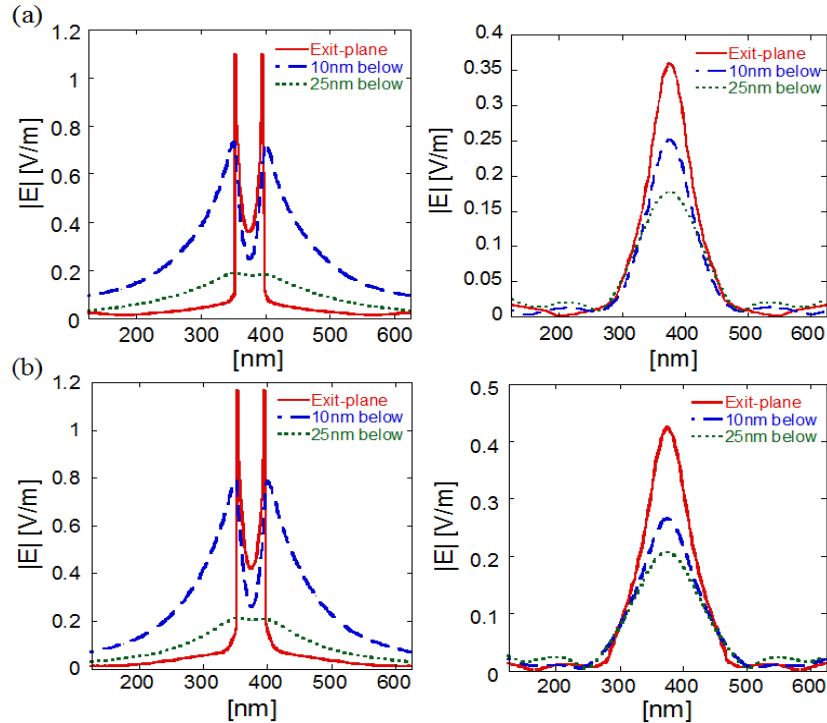 (a)
|E| [V/m]
1.2
1
0.8
0.6
0.4
0.2
0
Exit-plane
10nm below
25nm below
200 300 400 500 600
[nm]
|E| [V/m]
0.4
0.35
0.3
0.25
0.2
0.15
0.1
0.05
0
Exit-plane
10nm below
25nm below
200 300 400 500 600
[nm]
(b)
|E| [V/m]
1.2
1
0.8
0.6
0.4
0.2
0
Exit-plane
10nm below
25nm below
200 300 400 500 600
[nm]
|E| [V/m]
0.5
0.4
0.3
0.2
0.1
0
Exit-plane
10nm below
25nm below
200 300 400 500 600
[nm]